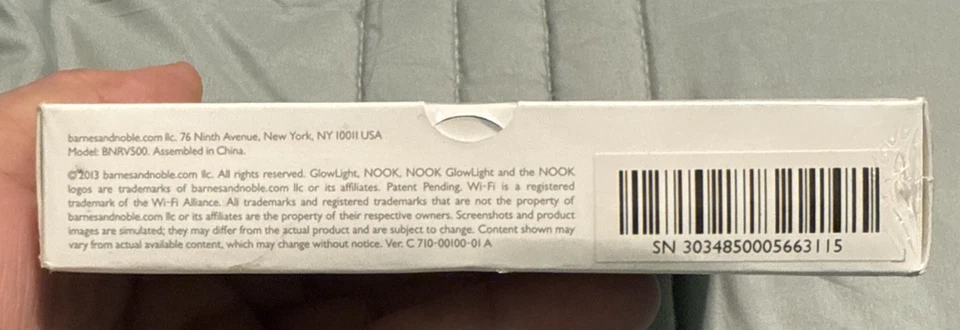 barnesandnoble.com llc. 76 Ninth Avenue, New York, NY 10011 USA
Model: BNRV500. Assembled in China.
©2013 barnesandnoble.com llc. All rights reserved. GlowLight, NOOK, NOOK GlowLight and the NOOK
logos are trademarks of barnesandnoble.com llc or its affiliates. Patent Pending. Wi-Fi is a registered
trademark of the Wi-Fi Alliance. All trademarks and registered trademarks that are not the property of
barnesandnoble.com llc or its affiliates are the property of their respective owners. Screenshots and product
images are simulated; they may differ from the actual product and are subject to change. Content shown may
vary from actual available content, which may change without notice. Ver. C 710-00100-01 A
SN 3034850005663115